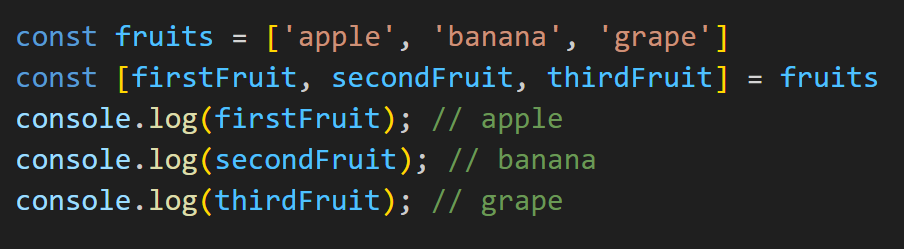 const fruits = ['apple', 'banana', 'grape']
const [firstFruit, secondFruit, thirdFruit] = fruits
console.log(firstFruit); // apple
console.log(secondFruit); // banana
console.log(thirdFruit); // grape